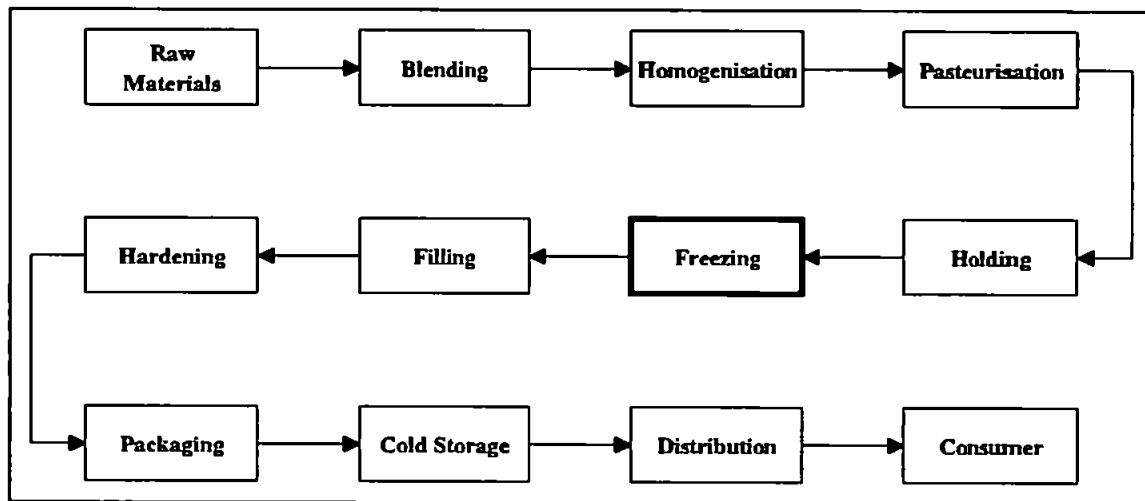 Raw
Materials
Blending
Homogenisation
Pasteurisation
Hardening
Filling
Freezing
Holding
Packaging
Cold Storage
Distribution
Consumer